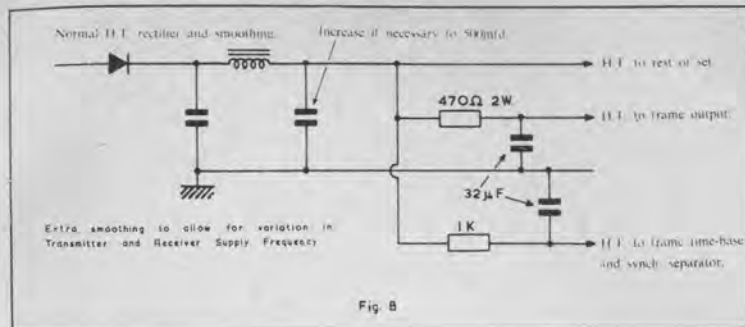 Normal H.T. rectifier and smoothing.
Increase if necessary to 500mfd.
H.T. to rest of set.
470Ω 2W.
H.T. to frame output.
32µF
Extra smoothing to allow for variation in
Transmitter and Receiver Supply Frequency
1K
H.T. to frame time-base
and synch separator.
Fig. 8